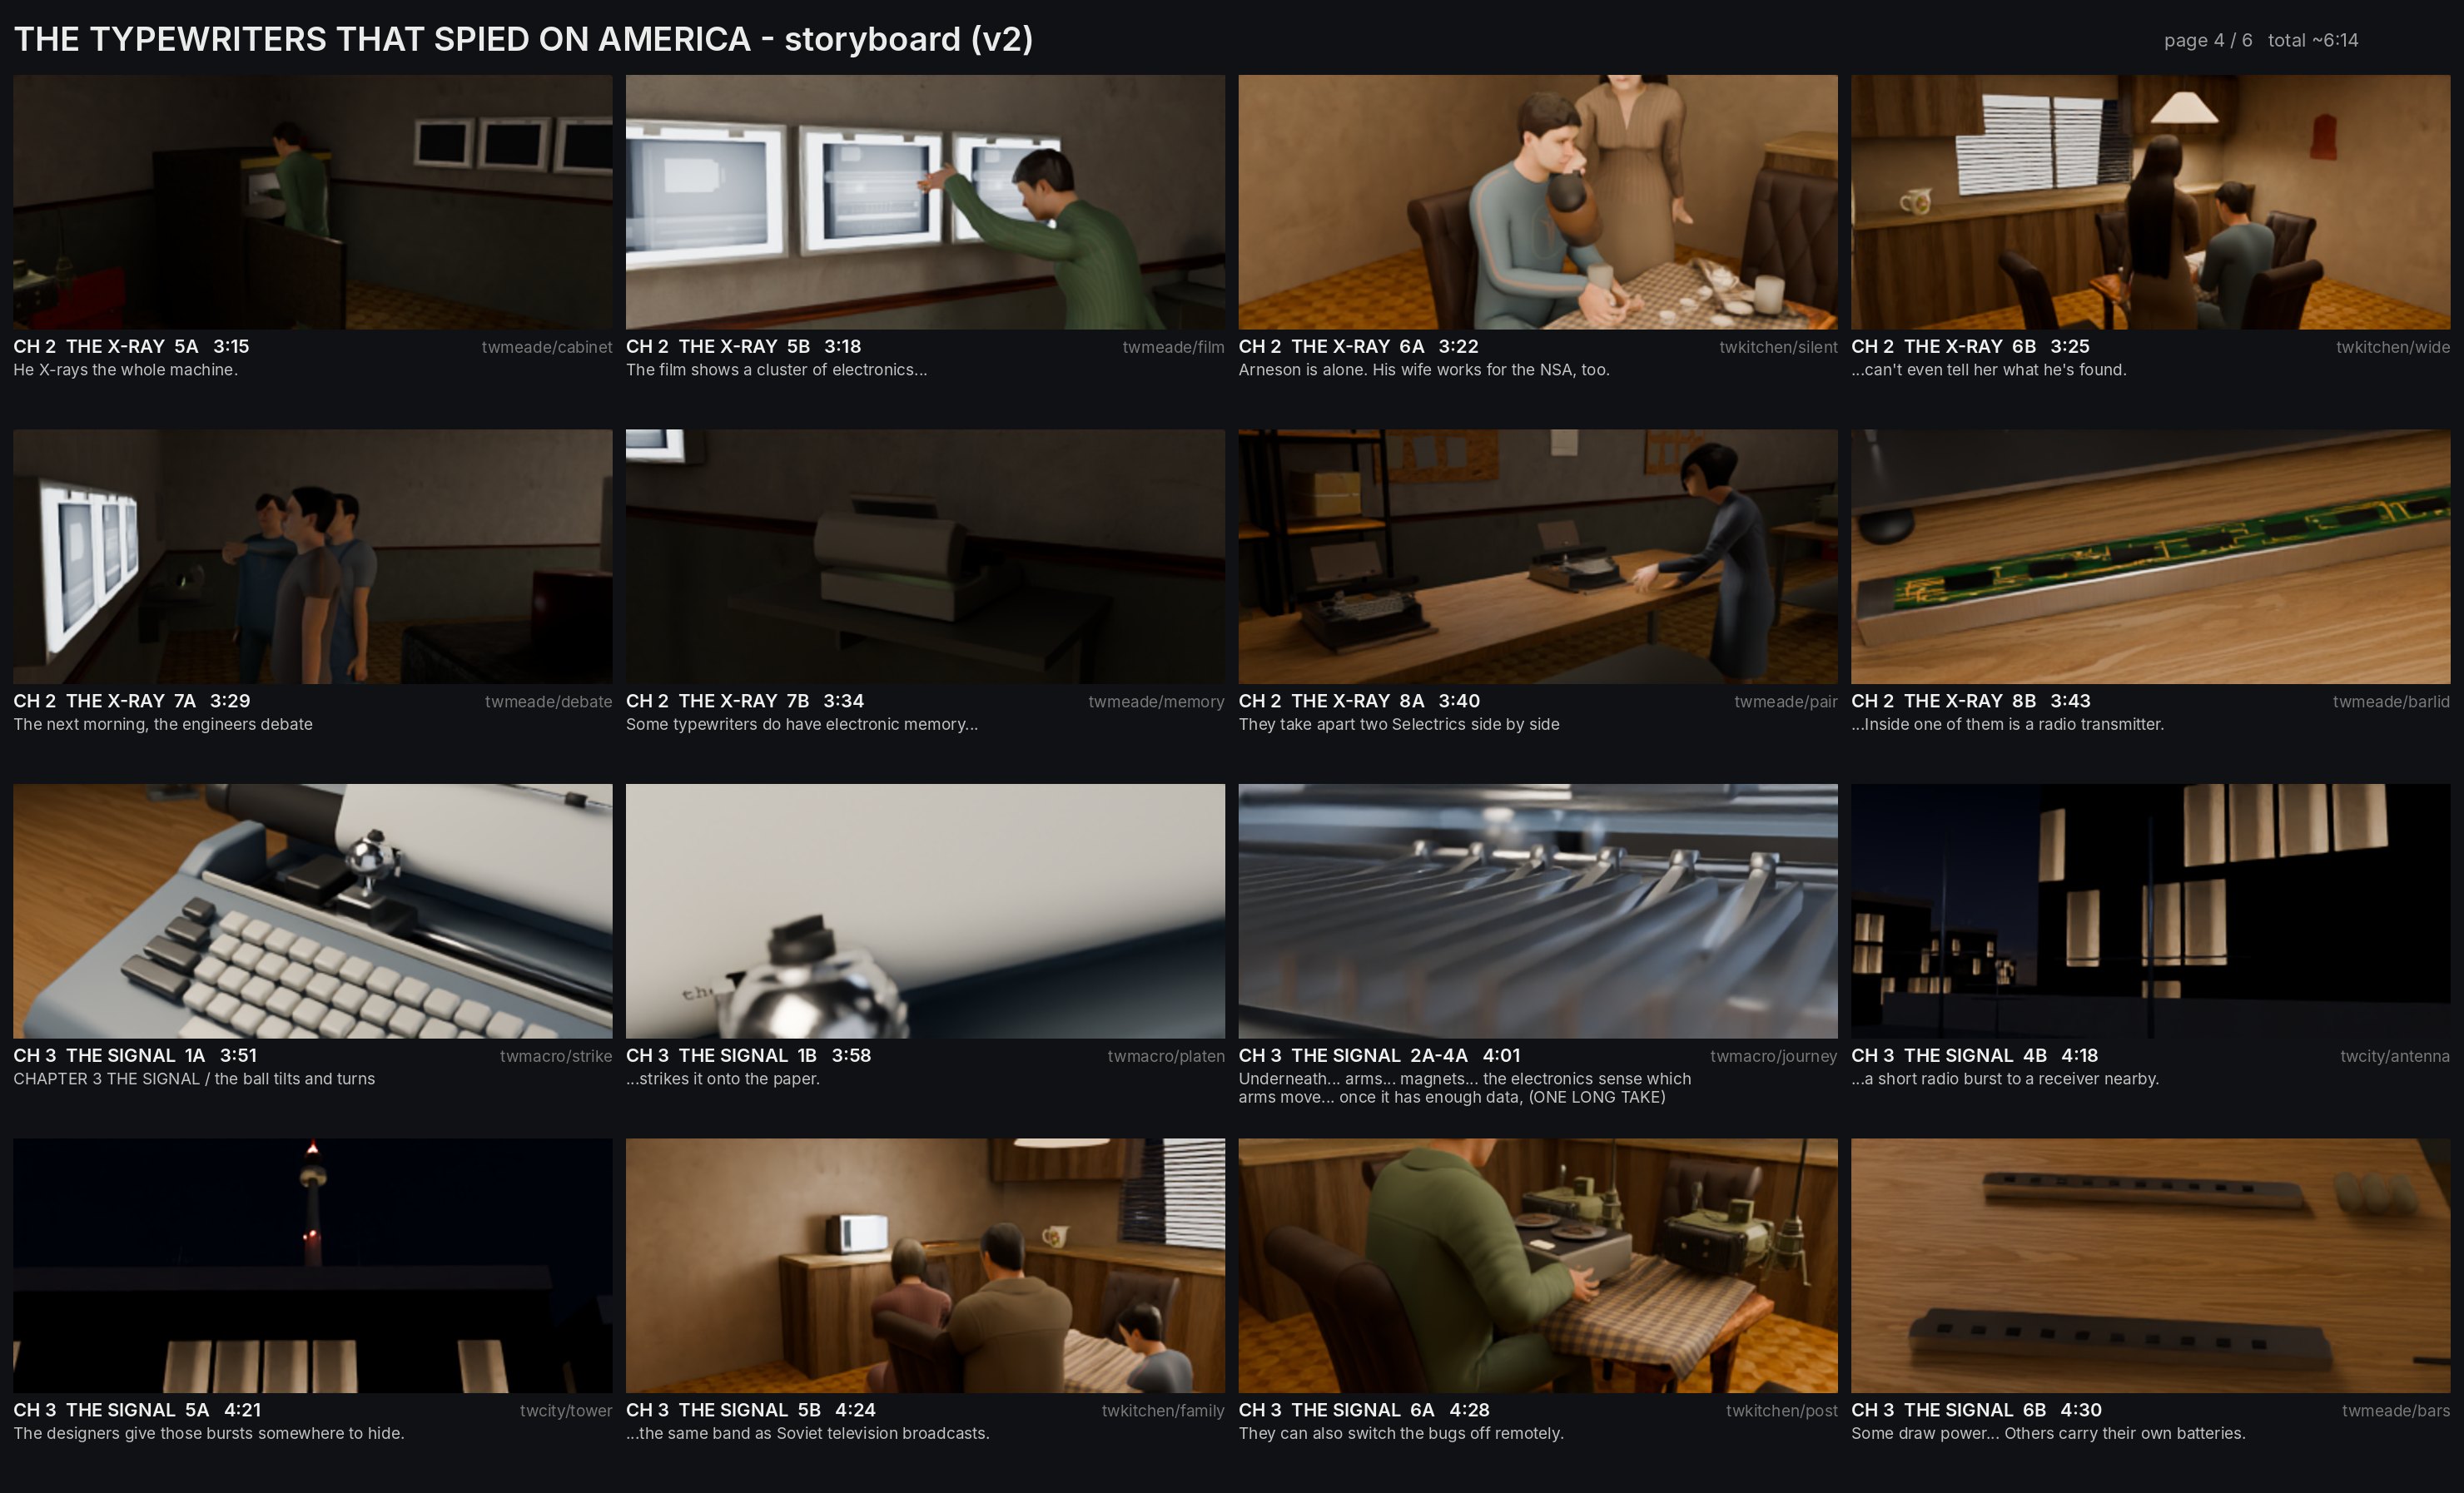 THE TYPEWRITERS THAT SPIED ON AMERICA - storyboard (v2)
page 4 / 6 total ~6:14
CH 2 THE X-RAY 5A 3:15 twmeade/cabinet
He X-rays the whole machine.
CH 2 THE X-RAY 5B 3:18 twmeade/film
The film shows a cluster of electronics...
CH 2 THE X-RAY 6A 3:22 twkitchen/silent
Arneson is alone. His wife works for the NSA, too.
CH 2 THE X-RAY 6B 3:25 twkitchen/wide
...can't even tell her what he's found.
CH 2 THE X-RAY 7A 3:29 twmeade/debate
The next morning, the engineers debate
CH 2 THE X-RAY 7B 3:34 twmeade/memory
Some typewriters do have electronic memory...
CH 2 THE X-RAY 8A 3:40 twmeade/pair
They take apart two Selectrics side by side
CH 2 THE X-RAY 8B 3:43 twmeade/barlid
...Inside one of them is a radio transmitter.
CH 3 THE SIGNAL 1A 3:51 twmacro/strike
CHAPTER 3 THE SIGNAL / the ball tilts and turns
the
CH 3 THE SIGNAL 1B 3:58 twmacro/platen
...strikes it onto the paper.
CH 3 THE SIGNAL 2A-4A 4:01 twmacro/journey
Underneath... arms... magnets... the electronics sense which
arms move... once it has enough data, (ONE LONG TAKE)
CH 3 THE SIGNAL 4B 4:18 twcity/antenna
...a short radio burst to a receiver nearby.
CH 3 THE SIGNAL 5A 4:21 twcity/tower
The designers give those bursts somewhere to hide.
CH 3 THE SIGNAL 5B 4:24 twkitchen/family
...the same band as Soviet television broadcasts.
CH 3 THE SIGNAL 6A 4:28 twkitchen/post
They can also switch the bugs off remotely.
CH 3 THE SIGNAL 6B 4:30 twmeade/bars
Some draw power... Others carry their own batteries.